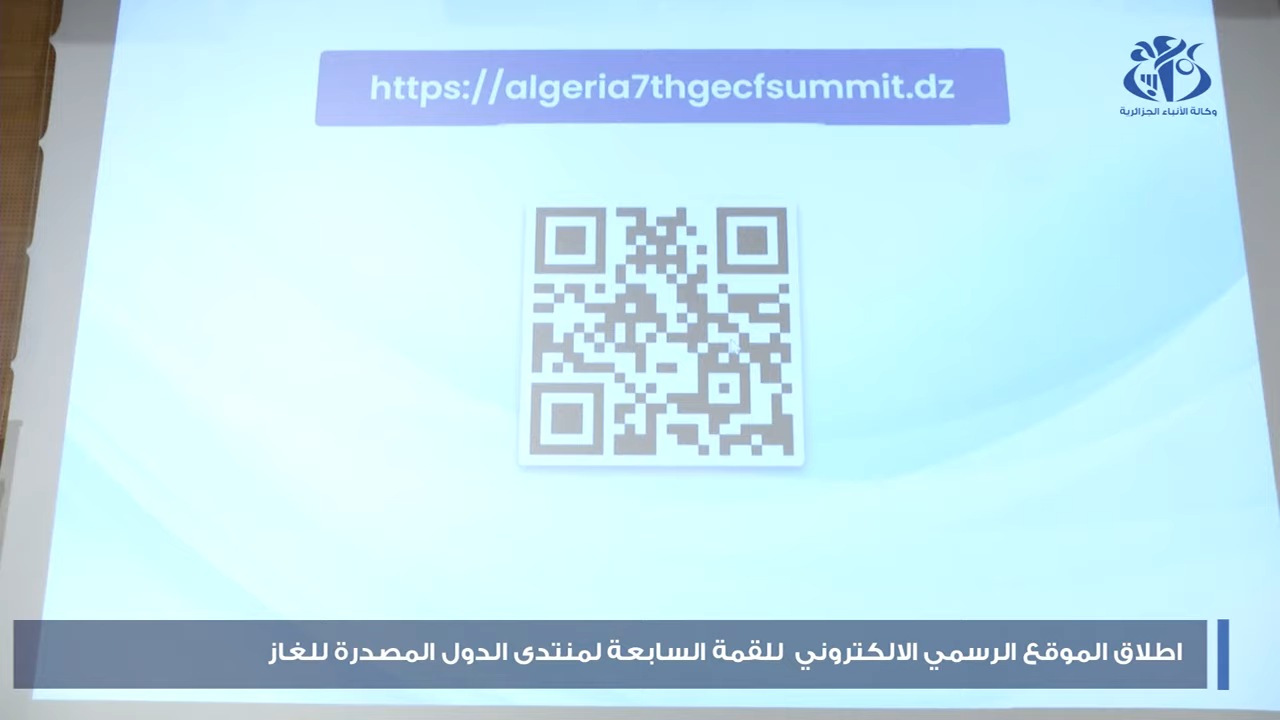 https://algeria7thgecfsummit.dz
وكالة الأنباء الجزائرية
اطلاق الموقع الرسمي الالكتروني للقمة السابعة لمنتدى الدول المصدرة للغاز